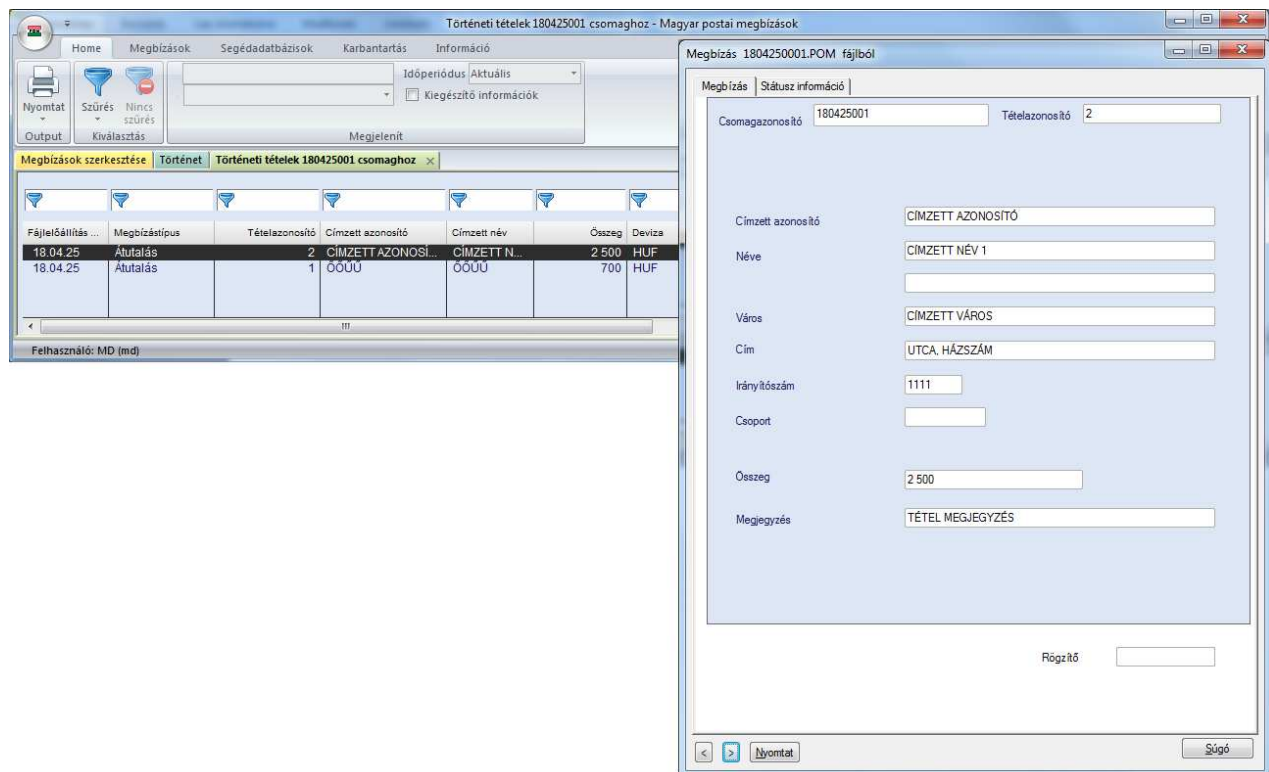 Történeti tételek 180425001 csomaghoz - Magyar postai megbízások
Home Megbízások Segédadatbázisok Karbantartás Információ
Időperiódus Aktuális
Kiegészítő információk
Nyomtat Szűrés Nincs szűrés
Output Kiválasztás Megjelenít
Megbízások szerkesztése Történet Történeti tételek 180425001 csomaghoz
Fájlelőállítás ... Megbízástípus Tételazonosító Címzett azonosító Címzett név Összeg Deviza
18.04.25 Átutalás 2 CÍMZETT AZONOSÍ... CÍMZETT N... 2 500 HUF
18.04.25 Átutalás 1 ÖŐÜŰ ÖŐÜŰ 700 HUF
Felhasználó: MD (md)
Megbízás 1804250001.POM fájlból
Megbízás Státusz információ
Csomagazonosító 180425001 Tételazonosító 2
Címzett azonosító CÍMZETT AZONOSÍTÓ
Néve CÍMZETT NÉV 1
Város CÍMZETT VÁROS
Cím UTCA, HÁZSZÁM
Irányítószám 1111
Csoport
Összeg 2 500
Megjegyzés TÉTEL MEGJEGYZÉS
Rögzítő
< > Nyomtat Súgó